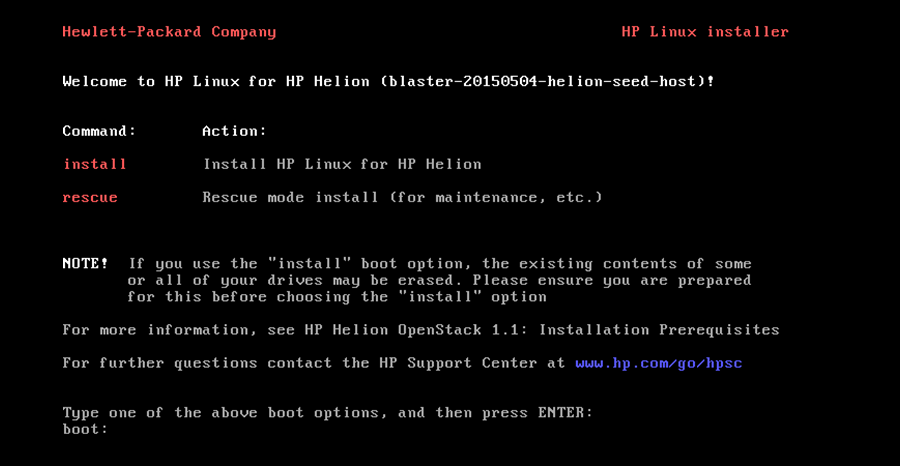 Hewlett-Packard Company HP Linux installer
Welcome to HP Linux for HP Helion (blaster-20150504-helion-seed-host)!
Command: Action:
install Install HP Linux for HP Helion
rescue Rescue mode install (for maintenance, etc.)
NOTE! If you use the "install" boot option, the existing contents of some
or all of your drives may be erased. Please ensure you are prepared
for this before choosing the "install" option
For more information, see HP Helion OpenStack 1.1: Installation Prerequisites
For further questions contact the HP Support Center at www.hp.com/go/hpsc
Type one of the above boot options, and then press ENTER:
boot: